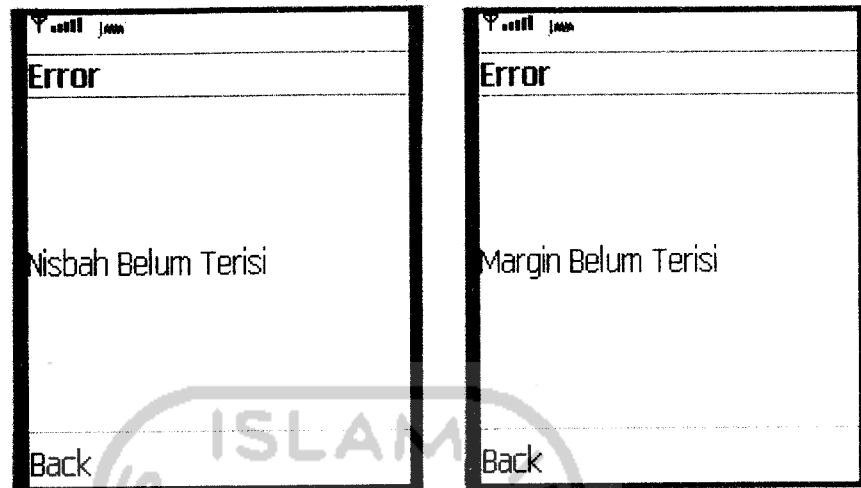 Error
Nisbah Belum Terisi
Back
Error
Margin Belum Terisi
Back
ISLAM